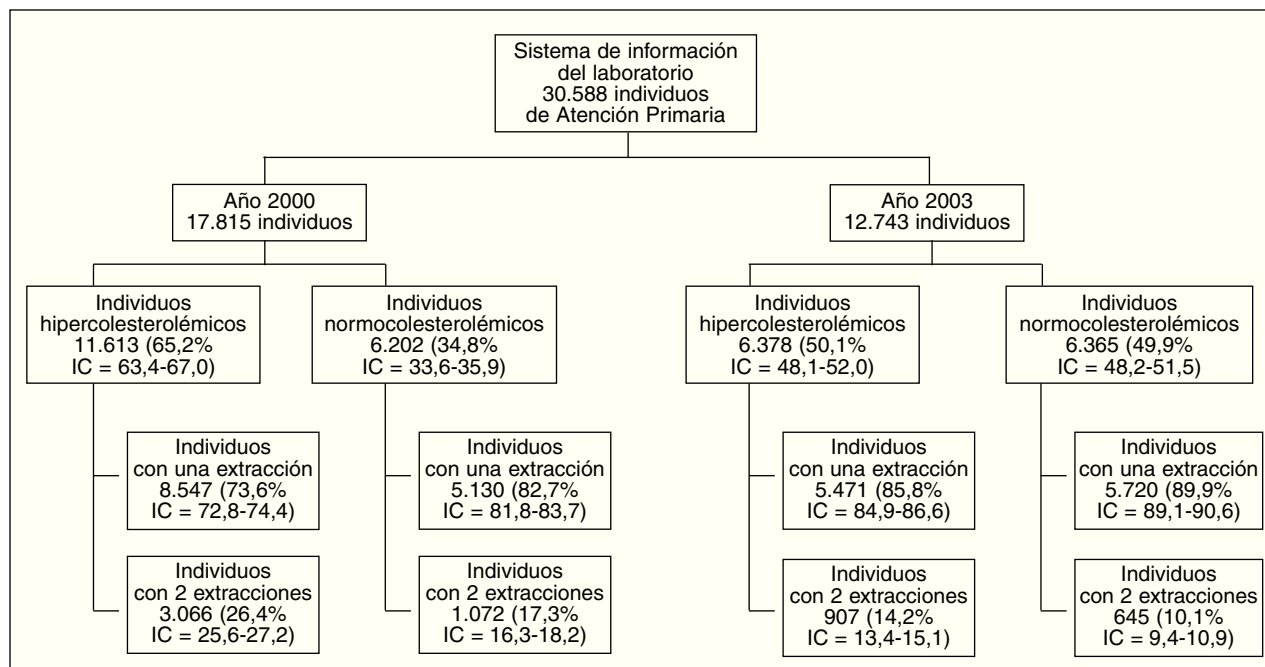 Sistema de información
del laboratorio
30.588 individuos
de Atención Primaria
Año 2000
17.815 individuos
Año 2003
12.743 individuos
Individuos
hipercolesterolémicos
11.613 (65,2%
IC = 63,4-67,0)
Individuos
normocolesterolémicos
6.202 (34,8%
IC = 33,6-35,9)
Individuos
hipercolesterolémicos
6.378 (50,1%
IC = 48,1-52,0)
Individuos
normocolesterolémicos
6.365 (49,9%
IC = 48,2-51,5)
Individuos
con una extracción
8.547 (73,6%
IC = 72,8-74,4)
Individuos
con una extracción
5.130 (82,7%
IC = 81,8-83,7)
Individuos
con una extracción
5.471 (85,8%
IC = 84,9-86,6)
Individuos
con una extracción
5.720 (89,9%
IC = 89,1-90,6)
Individuos
con 2 extracciones
3.066 (26,4%
IC = 25,6-27,2)
Individuos
con 2 extracciones
1.072 (17,3%
IC = 16,3-18,2)
Individuos
con 2 extracciones
907 (14,2%
IC = 13,4-15,1)
Individuos
con 2 extracciones
645 (10,1%
IC = 9,4-10,9)